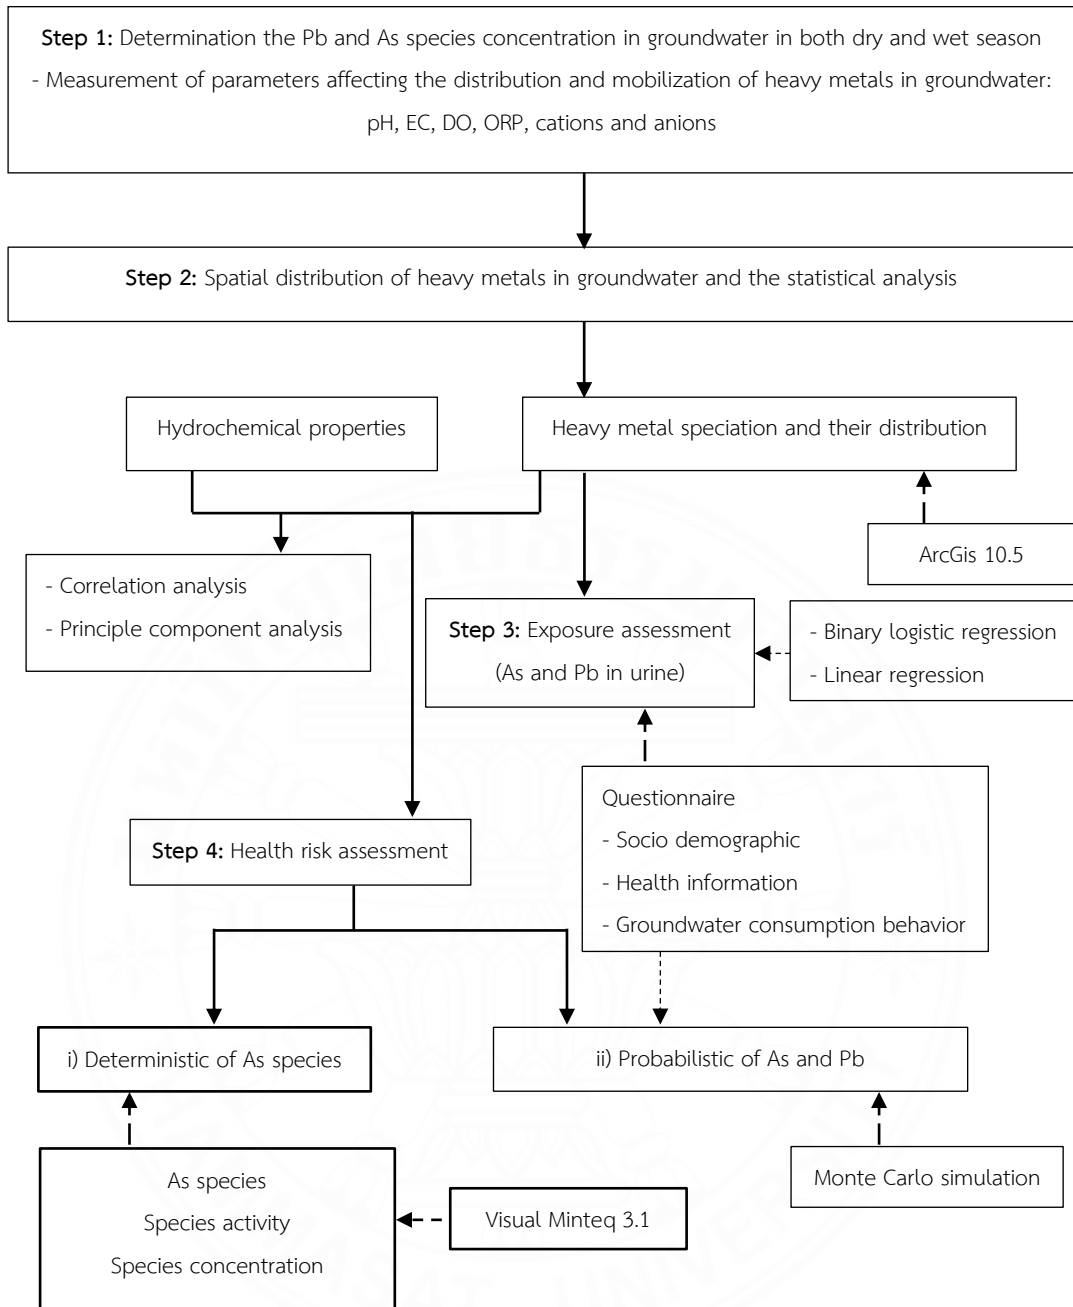 Step 1: Determination the Pb and As species concentration in groundwater in both dry and wet season
- Measurement of parameters affecting the distribution and mobilization of heavy metals in groundwater:
pH, EC, DO, ORP, cations and anions
Step 2: Spatial distribution of heavy metals in groundwater and the statistical analysis
Hydrochemical properties
Heavy metal speciation and their distribution
ArcGis 10.5
- Correlation analysis
- Principle component analysis
Step 3: Exposure assessment
(As and Pb in urine)
- Binary logistic regression
- Linear regression
Questionnaire
- Socio demographic
- Health information
- Groundwater consumption behavior
Step 4: Health risk assessment
i) Deterministic of As species
ii) Probabilistic of As and Pb
As species
Species activity
Species concentration
Visual Minteq 3.1
Monte Carlo simulation